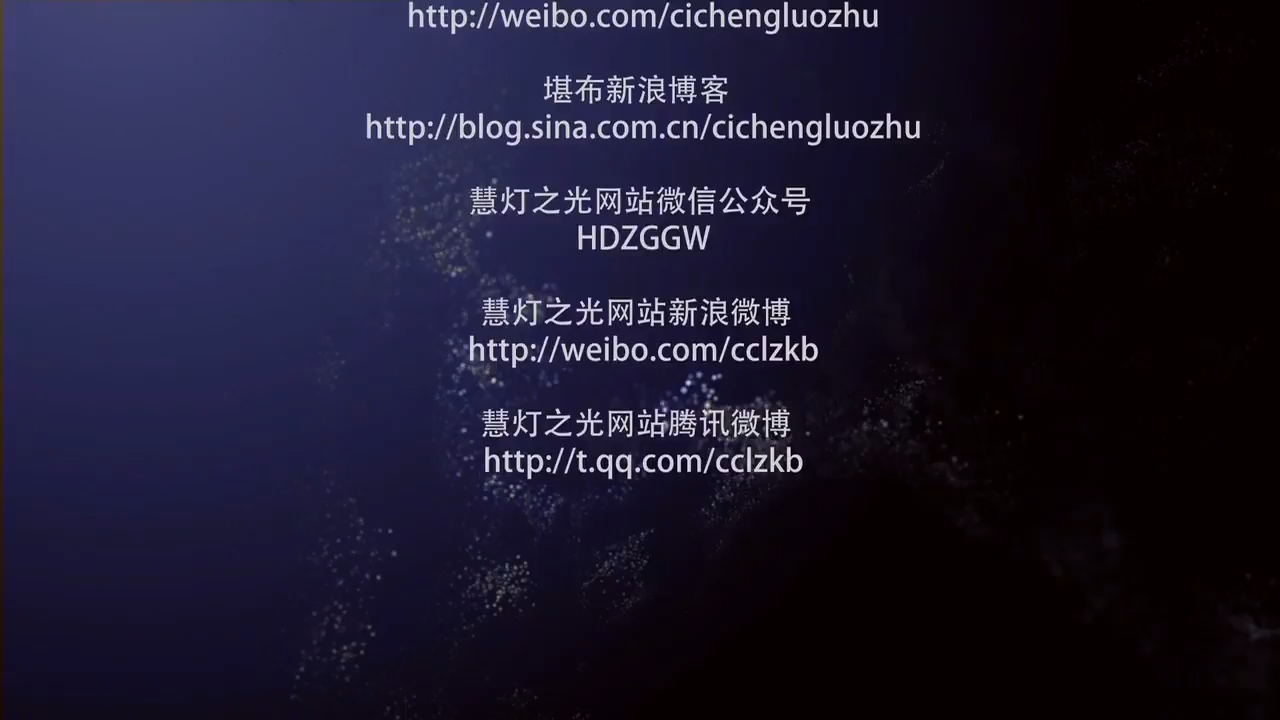 http://weibo.com/cichengluozhu
堪布新浪博客
http://blog.sina.com.cn/cichengluozhu
慧灯之光网站微信公众号
HDZGGW
慧灯之光网站新浪微博
http://weibo.com/cclzkb
慧灯之光网站腾讯微博
http://t.qq.com/cclzkb